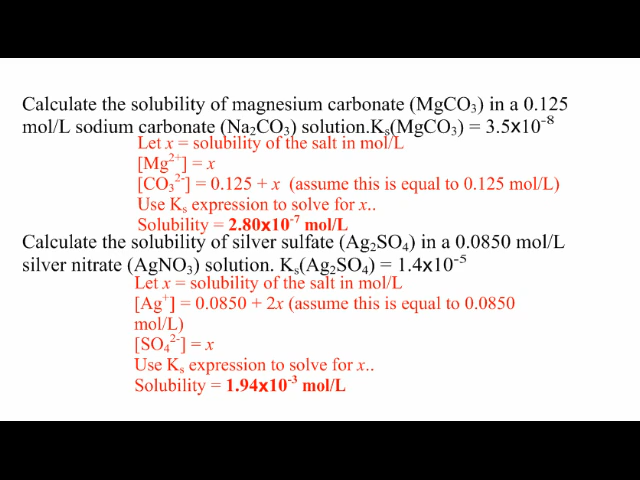 Calculate the solubility of magnesium carbonate (MgCO₃) in a 0.125
mol/L sodium carbonate (Na₂CO₃) solution.Kₛ(MgCO₃) = 3.5x10⁻⁸
Let x = solubility of the salt in mol/L
[Mg²⁺] = x
[CO₃²⁻] = 0.125 + x (assume this is equal to 0.125 mol/L)
Use Kₛ expression to solve for x..
Solubility = 2.80x10⁻⁷ mol/L
Calculate the solubility of silver sulfate (Ag₂SO₄) in a 0.0850 mol/L
silver nitrate (AgNO₃) solution. Kₛ(Ag₂SO₄) = 1.4x10⁻⁵
Let x = solubility of the salt in mol/L
[Ag⁺] = 0.0850 + 2x (assume this is equal to 0.0850
mol/L)
[SO₄²⁻] = x
Use Kₛ expression to solve for x..
Solubility = 1.94x10⁻³ mol/L